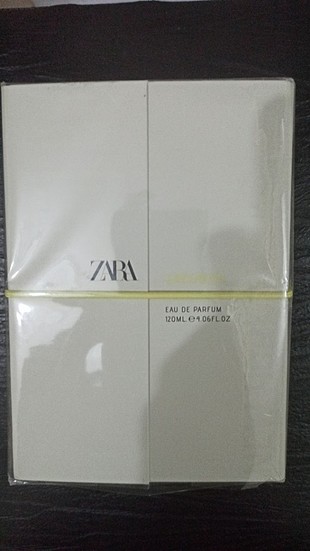 ZARA
EAU DE PARFUM
120ML ℮ 4.06FL.OZ